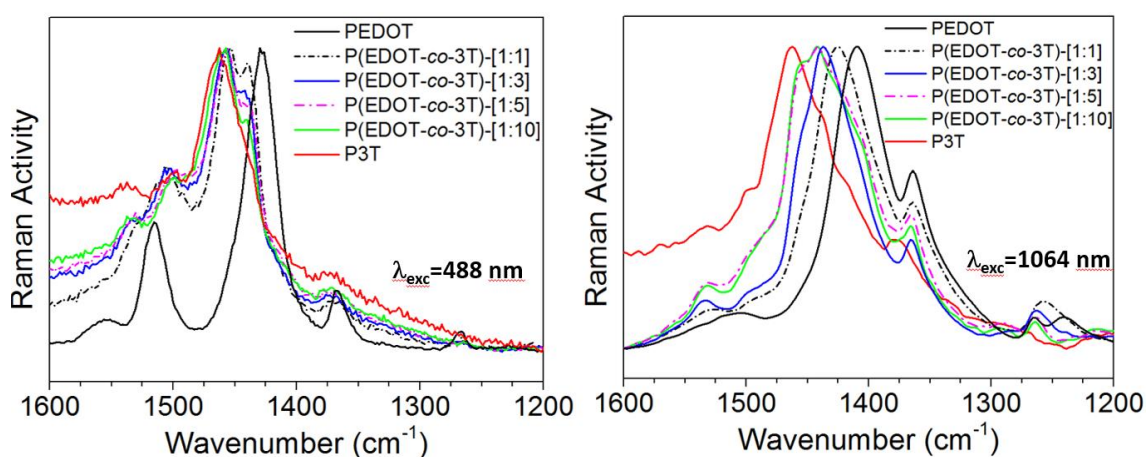 PEDOT
P(EDOT-co-3T)-[1:1]
P(EDOT-co-3T)-[1:3]
P(EDOT-co-3T)-[1:5]
P(EDOT-co-3T)-[1:10]
P3T
λexc=488 nm
Raman Activity
1600 1500 1400 1300 1200
Wavenumber (cm-1)
PEDOT
P(EDOT-co-3T)-[1:1]
P(EDOT-co-3T)-[1:3]
P(EDOT-co-3T)-[1:5]
P(EDOT-co-3T)-[1:10]
P3T
λexc=1064 nm
Raman Activity
1600 1500 1400 1300 1200
Wavenumber (cm-1)